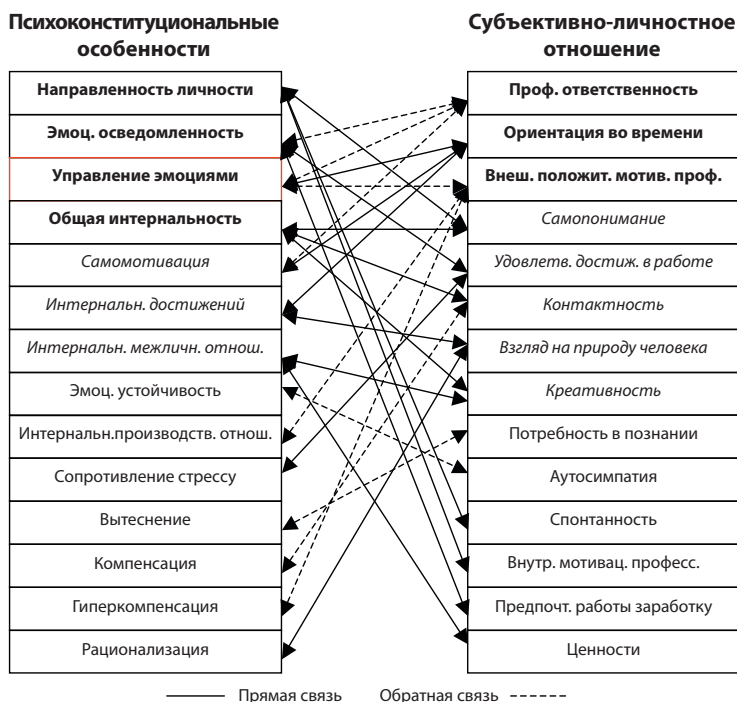 Психоконституциональные
особенности
Субъективно-личностное
отношение
Направленность личности
Проф. ответственность
Эмоц. осведомленность
Ориентация во времени
Управление эмоциями
Внеш. положит. мотив. проф.
Общая интернальность
Самопонимание
Самомотивация
Удовлетв. достиж. в работе
Интернальн. достижений
Контактность
Интернальн. межличн. отнош.
Взгляд на природу человека
Эмоц. устойчивость
Креативность
Интернальн.производств. отнош.
Потребность в познании
Сопротивление стрессу
Аутосимпатия
Вытеснение
Спонтанность
Компенсация
Внутр. мотивац. професс.
Гиперкомпенсация
Предпочт. работы заработку
Рационализация
Ценности
Прямая связь
Обратная связь